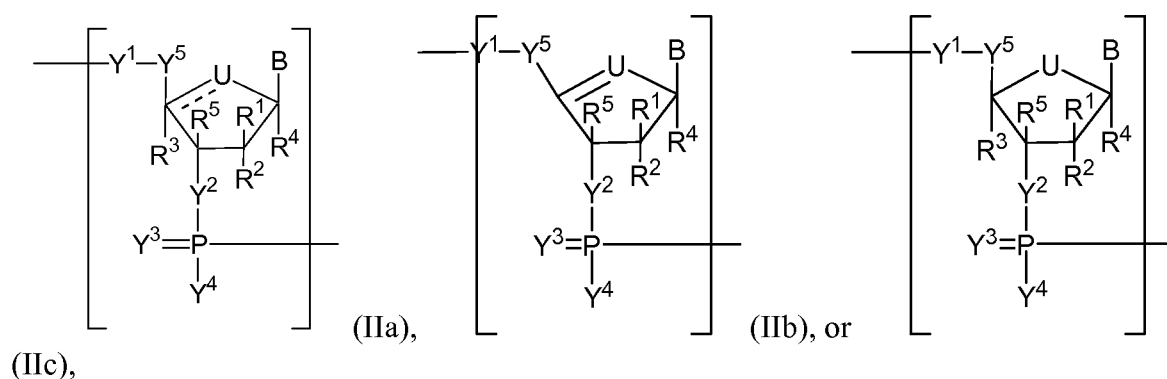 Y¹–Y⁵ B
U
R⁵ R¹
R³ R⁴
R²
Y²
Y³=P
Y⁴
(IIa),
Y¹–Y⁵ B
U
R⁵ R¹
R⁴
R²
Y²
Y³=P
Y⁴
(IIb), or
Y¹–Y⁵ B
U
R⁵ R¹
R³ R⁴
R²
Y²
Y³=P
Y⁴
(IIc),